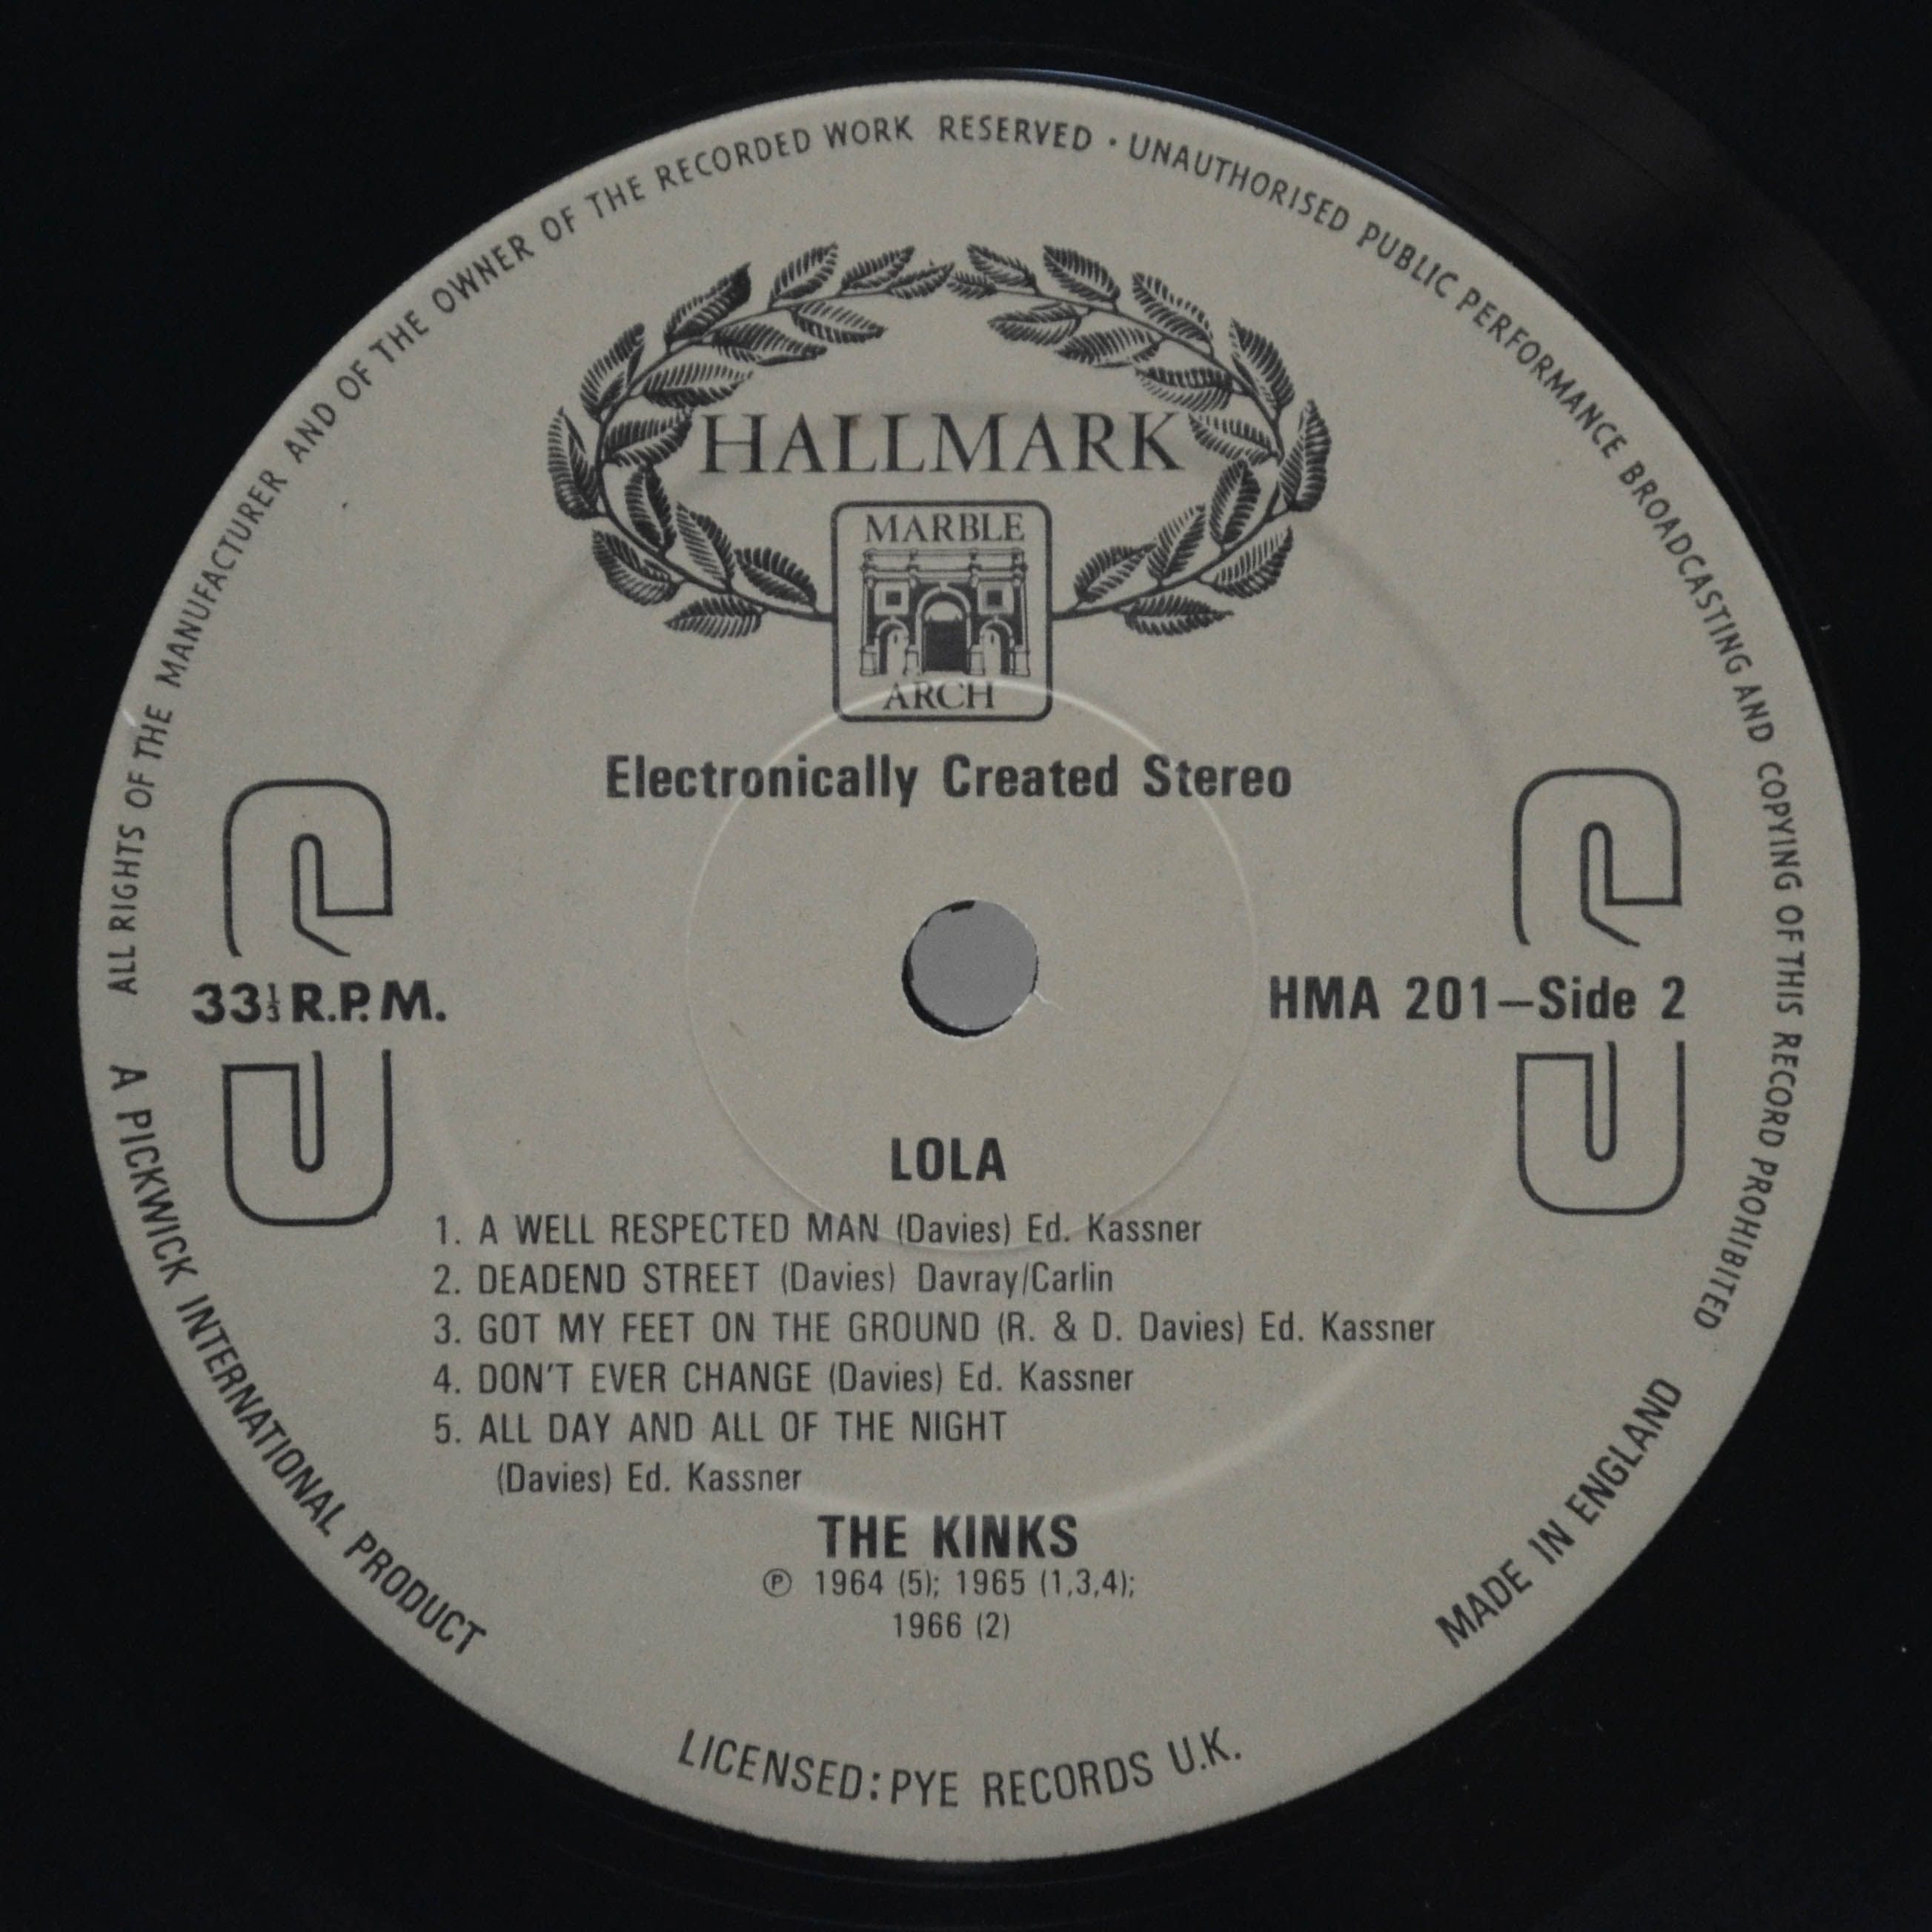 ALL RIGHTS OF THE MANUFACTURER AND OF THE OWNER OF THE RECORDED WORK RESERVED · UNAUTHORISED PUBLIC PERFORMANCE BROADCASTING AND COPYING OF THIS RECORD PROHIBITED
HALLMARK
MARBLE
ARCH
Electronically Created Stereo
S
S
33⅓ R.P.M.
HMA 201—Side 2
LOLA
1. A WELL RESPECTED MAN (Davies) Ed. Kassner
2. DEADEND STREET (Davies) Davray/Carlin
3. GOT MY FEET ON THE GROUND (R. & D. Davies) Ed. Kassner
4. DON'T EVER CHANGE (Davies) Ed. Kassner
5. ALL DAY AND ALL OF THE NIGHT
(Davies) Ed. Kassner
THE KINKS
℗ 1964 (5); 1965 (1,3,4);
1966 (2)
A PICKWICK INTERNATIONAL PRODUCT
LICENSED: PYE RECORDS U.K.
MADE IN ENGLAND